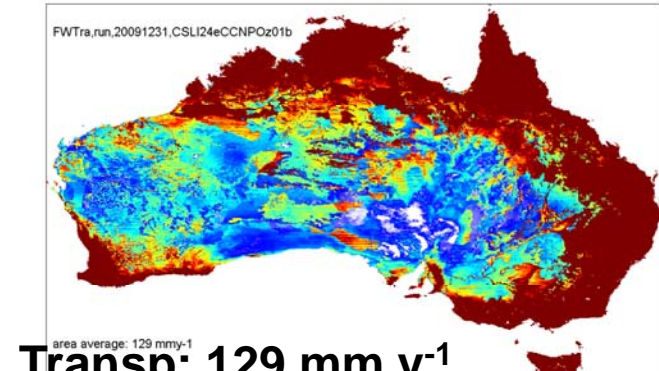 FWTra,run,20091231,CSLI24eCCNPOz01b
area average: 129 mmy-1
Transp: 129 mm y-1